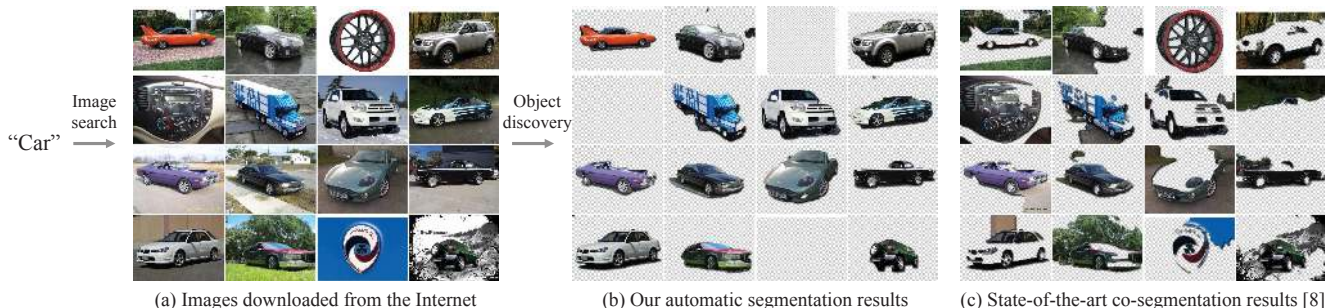 “Car”
Image
search
Object
discovery
(a) Images downloaded from the Internet
(b) Our automatic segmentation results
(c) State-of-the-art co-segmentation results [8]